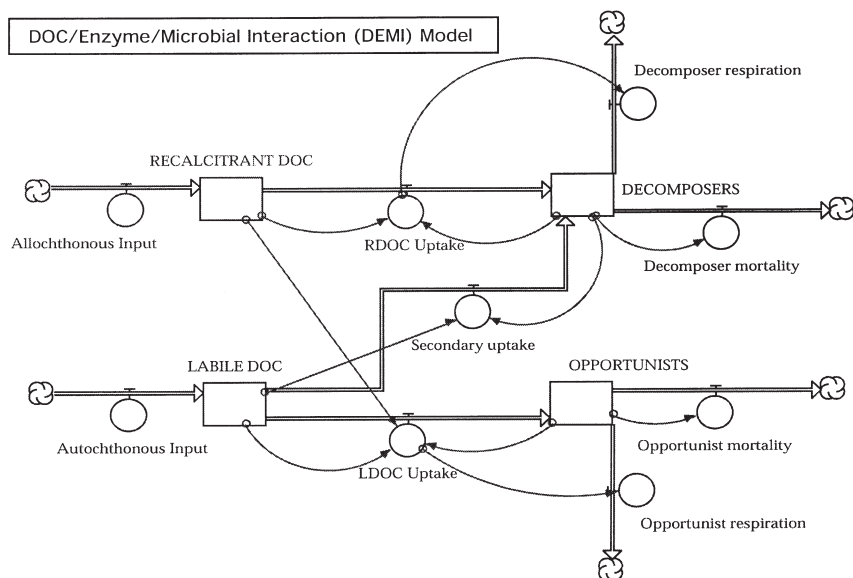 DOC/Enzyme/Microbial Interaction (DEMI) Model
Decomposer respiration
RECALCITRANT DOC
DECOMPOSERS
Allochthonous Input
RDOC Uptake
Decomposer mortality
Secondary uptake
LABILE DOC
OPPORTUNISTS
Autochthonous Input
LDOC Uptake
Opportunist mortality
Opportunist respiration